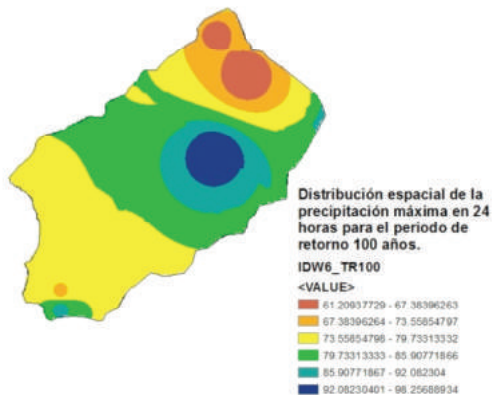 Distribución espacial de la
precipitación máxima en 24
horas para el periodo de
retorno 100 años.
IDW6_TR100
<VALUE>
61.20937729 - 67.38396263
67.38396264 - 73.55854797
73.55854798 - 79.73313332
79.73313333 - 85.90771866
85.90771867 - 92.082304
92.08230401 - 98.25688934